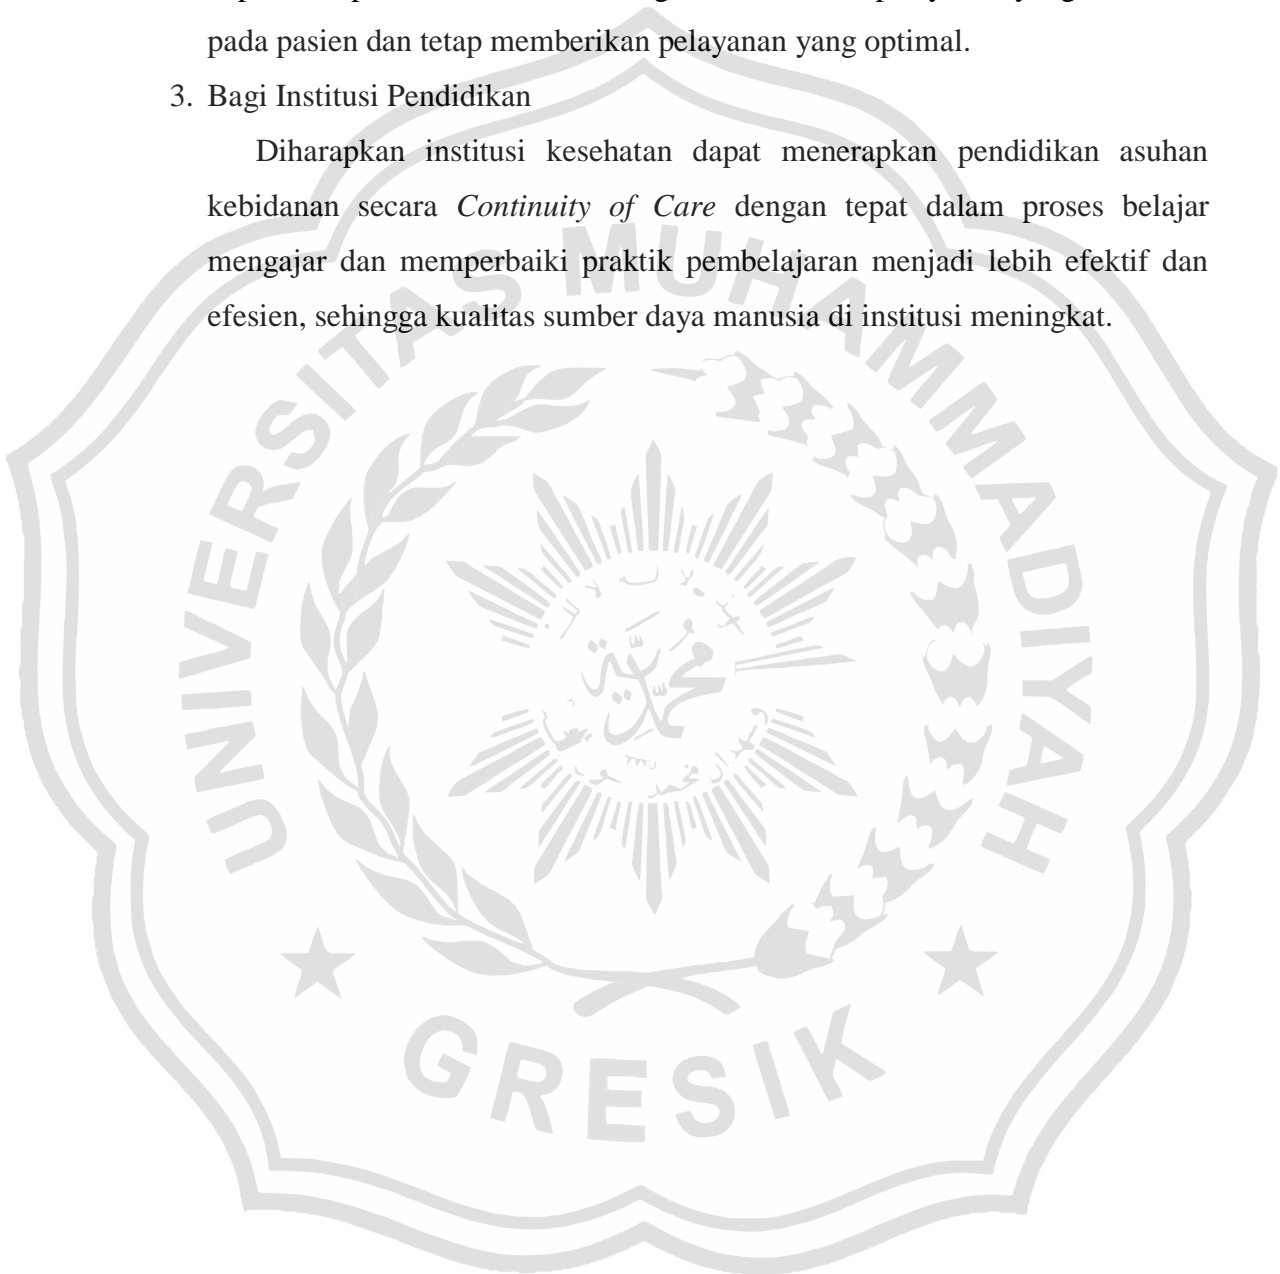 pada pasien dan tetap memberikan pelayanan yang optimal.
3. Bagi Institusi Pendidikan
Diharapkan institusi kesehatan dapat menerapkan pendidikan asuhan
kebidanan secara Continuity of Care dengan tepat dalam proses belajar
mengajar dan memperbaiki praktik pembelajaran menjadi lebih efektif dan
efesien, sehingga kualitas sumber daya manusia di institusi meningkat.
UNIVERSITAS MUHAMMADIYAH
محمدية
GRESIK